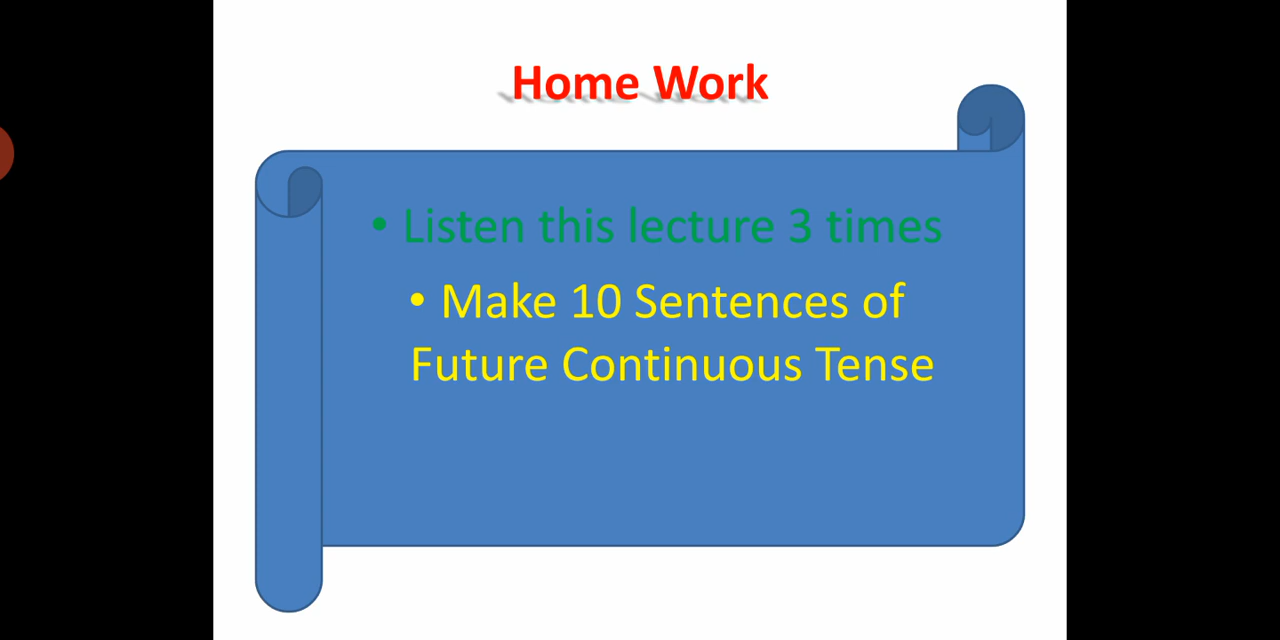 Home Work
• Listen this lecture 3 times
• Make 10 Sentences of
Future Continuous Tense